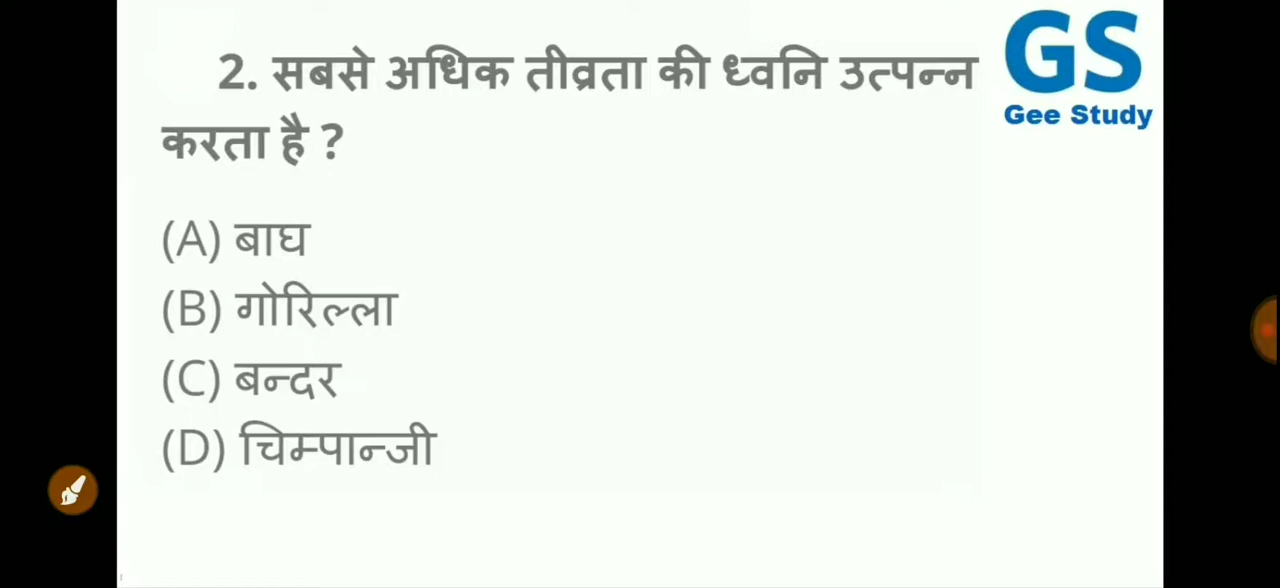 2. सबसे अधिक तीव्रता की ध्वनि उत्पन्न
करता है ?
(A) बाघ
(B) गोरिल्ला
(C) बन्दर
(D) चिम्पान्जी
GS
Gee Study